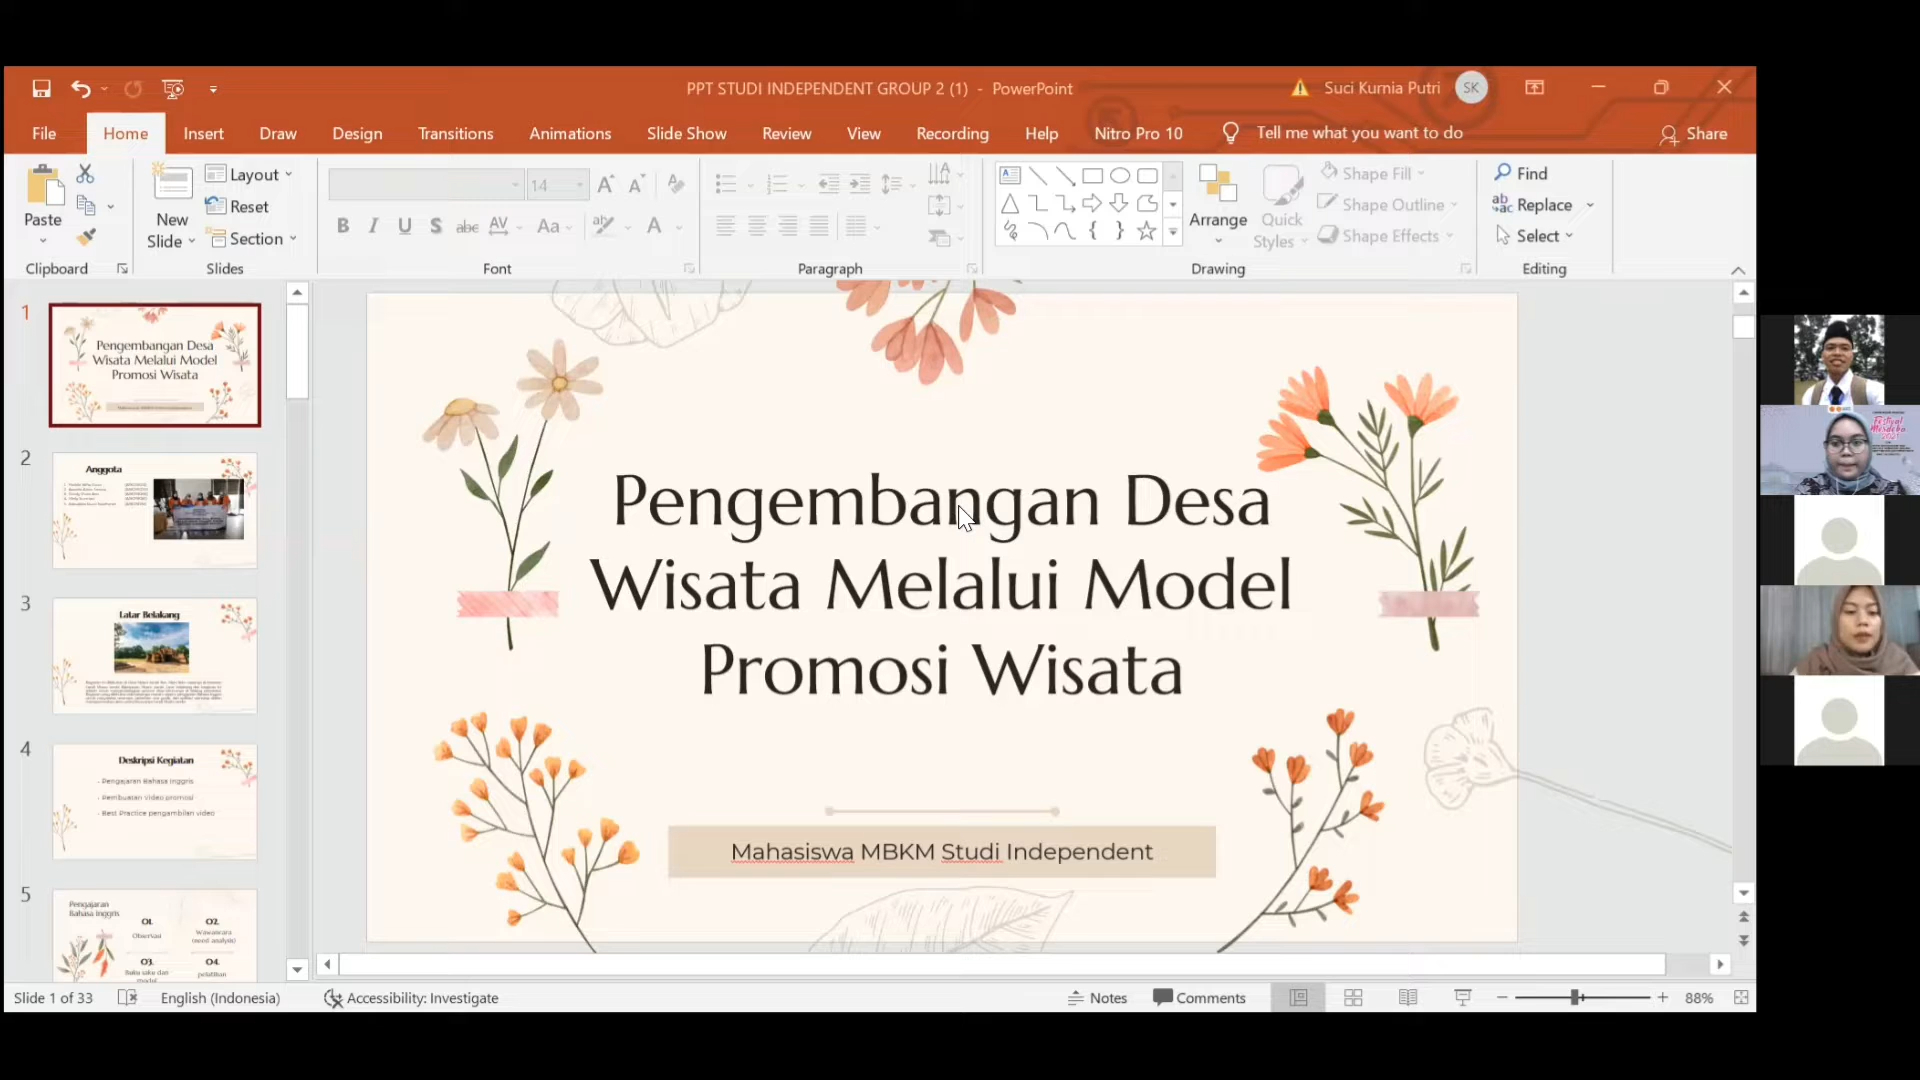 PPT STUDI INDEPENDENT GROUP 2 (1) - PowerPoint
Suci Kurnia Putri
SK
File Home Insert Draw Design Transitions Animations Slide Show Review View Recording Help Nitro Pro 10 Tell me what you want to do Share
Paste
New Slide
Layout
Reset
Section
14
Arrange
Quick Styles
Shape Fill
Shape Outline
Shape Effects
Find
Replace
Select
Clipboard Slides Font Paragraph Drawing Editing
1
Pengembangan Desa
Wisata Melalui Model
Promosi Wisata
2
Anggota
3
Latar Belakang
4
Deskripsi Kegiatan
- Pengajaran Bahasa Inggris
- Pembuatan Video promosi
- Best Practice pengambilan video
5
Pengajaran
Bahasa Inggris
01.
Observasi
02.
Wawancara
(need analysis)
03.
Buku saku dan
modul
04.
pelatihan
Pengembangan Desa
Wisata Melalui Model
Promosi Wisata
Mahasiswa MBKM Studi Independent
Festival
Merdeka
2021
Slide 1 of 33 English (Indonesia) Accessibility: Investigate Notes Comments 88%